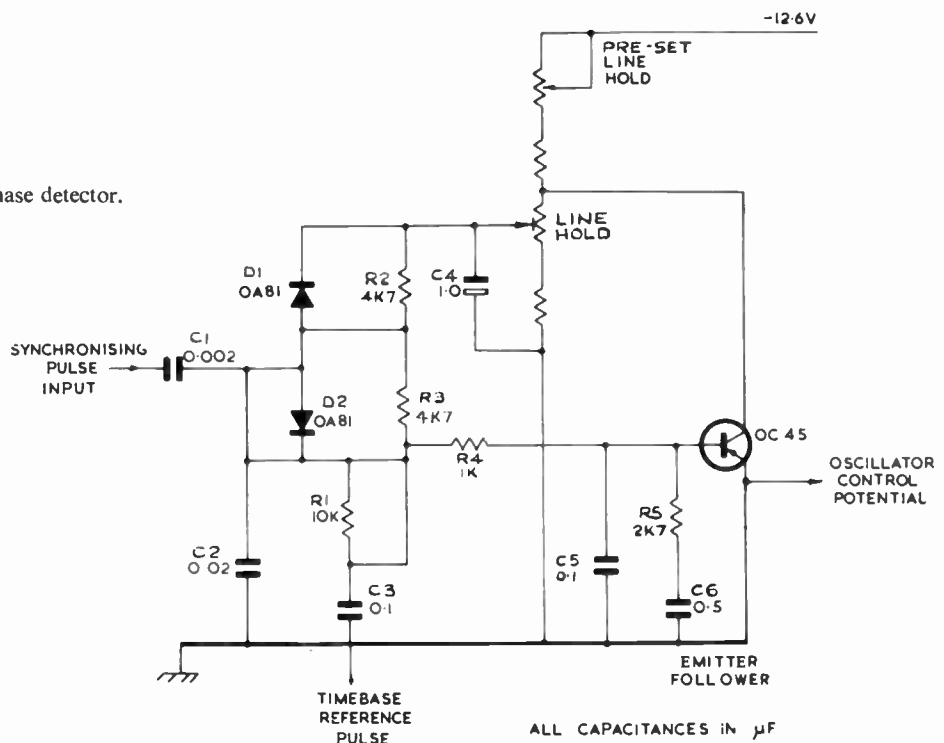 -12·6V
PRE-SET
LINE
HOLD
hase detector.
LINE
HOLD
D1
OA81
R2
4K7
C4
1·0
SYNCHRONISING
PULSE
INPUT
C1
0·002
D2
OA81
R3
4K7
R4
1K
OC 45
OSCILLATOR
CONTROL
POTENTIAL
R1
10K
R5
2K7
C2
0·02
C3
0·1
C5
0·1
C6
0·5
EMITTER
FOLLOWER
TIMEBASE
REFERENCE
PULSE
ALL CAPACITANCES IN μF